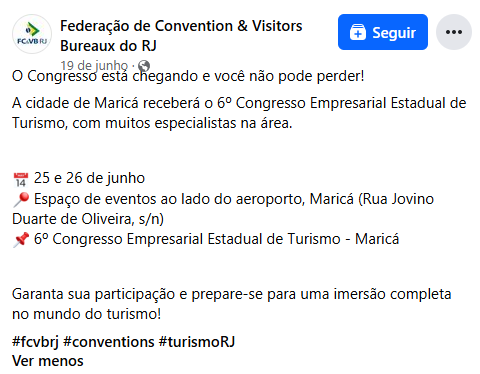 FC&VB RJ
Federação de Convention & Visitors
Bureaux do RJ
19 de junho ·
Seguir
O Congresso está chegando e você não pode perder!
A cidade de Maricá receberá o 6º Congresso Empresarial Estadual de
Turismo, com muitos especialistas na área.
📅 25 e 26 de junho
📍 Espaço de eventos ao lado do aeroporto, Maricá (Rua Jovino
Duarte de Oliveira, s/n)
📌 6º Congresso Empresarial Estadual de Turismo - Maricá
Garanta sua participação e prepare-se para uma imersão completa
no mundo do turismo!
#fcvbrj #conventions #turismoRJ
Ver menos